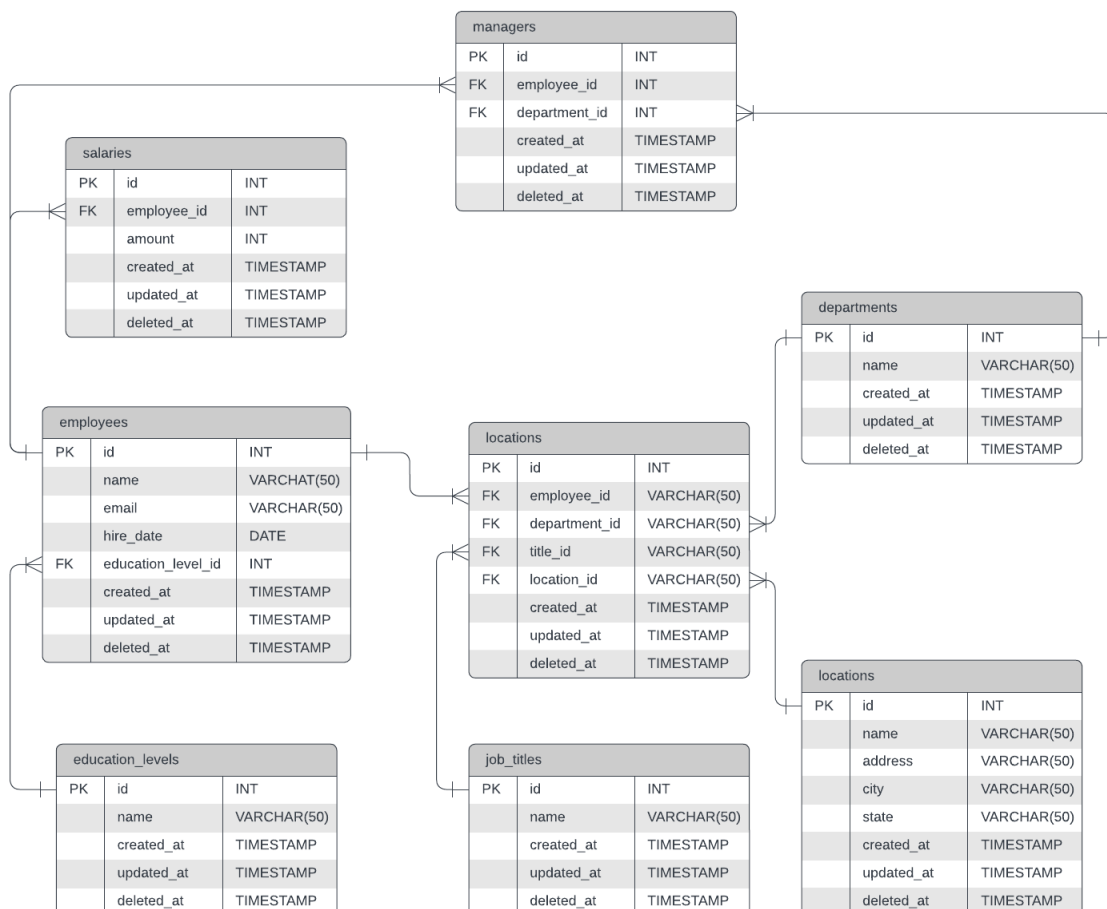 managers
PK id INT
FK employee_id INT
FK department_id INT
created_at TIMESTAMP
updated_at TIMESTAMP
deleted_at TIMESTAMP
salaries
PK id INT
FK employee_id INT
amount INT
created_at TIMESTAMP
updated_at TIMESTAMP
deleted_at TIMESTAMP
departments
PK id INT
name VARCHAR(50)
created_at TIMESTAMP
updated_at TIMESTAMP
deleted_at TIMESTAMP
employees
PK id INT
name VARCHAT(50)
email VARCHAR(50)
hire_date DATE
FK education_level_id INT
created_at TIMESTAMP
updated_at TIMESTAMP
deleted_at TIMESTAMP
locations
PK id INT
FK employee_id VARCHAR(50)
FK department_id VARCHAR(50)
FK title_id VARCHAR(50)
FK location_id VARCHAR(50)
created_at TIMESTAMP
updated_at TIMESTAMP
deleted_at TIMESTAMP
locations
PK id INT
name VARCHAR(50)
address VARCHAR(50)
city VARCHAR(50)
state VARCHAR(50)
created_at TIMESTAMP
updated_at TIMESTAMP
deleted_at TIMESTAMP
education_levels
PK id INT
name VARCHAR(50)
created_at TIMESTAMP
updated_at TIMESTAMP
deleted_at TIMESTAMP
job_titles
PK id INT
name VARCHAR(50)
created_at TIMESTAMP
updated_at TIMESTAMP
deleted_at TIMESTAMP